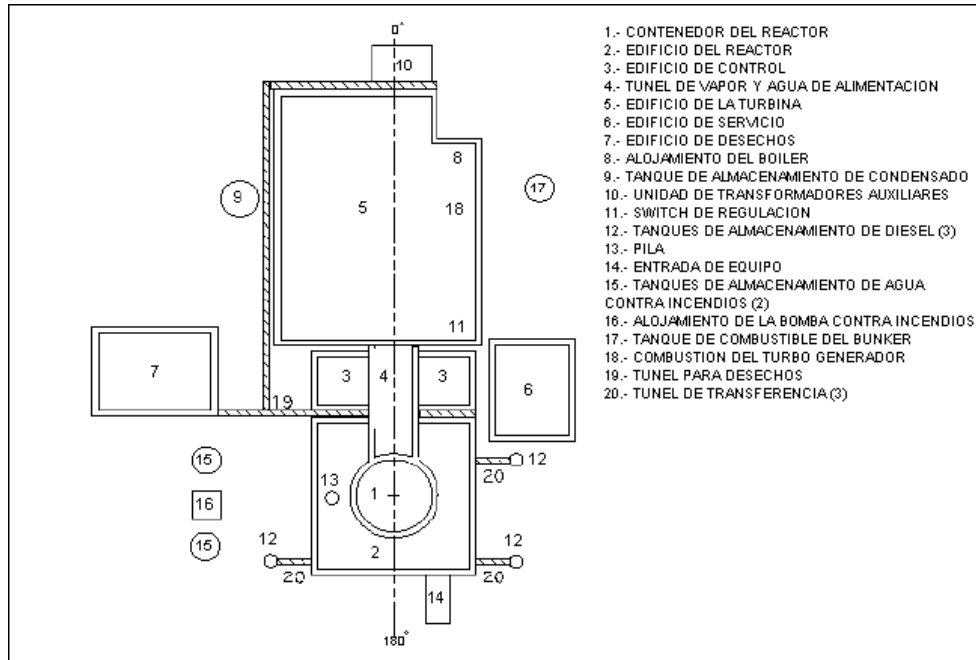 0°
10
8
9
17
5
18
11
7
3
4
3
6
19
15
12
20
13
1
16
15
12
2
12
20
20
14
180°
1.- CONTENEDOR DEL REACTOR
2.- EDIFICIO DEL REACTOR
3.- EDIFICIO DE CONTROL
4.- TUNEL DE VAPOR Y AGUA DE ALIMENTACION
5.- EDIFICIO DE LA TURBINA
6.- EDIFICIO DE SERVICIO
7.- EDIFICIO DE DESECHOS
8.- ALOJAMIENTO DEL BOILER
9.- TANQUE DE ALMACENAMIENTO DE CONDENSADO
10.- UNIDAD DE TRANSFORMADORES AUXILIARES
11.- SWITCH DE REGULACION
12.- TANQUES DE ALMACENAMIENTO DE DIESEL (3)
13.- PILA
14.- ENTRADA DE EQUIPO
15.- TANQUES DE ALMACENAMIENTO DE AGUA
CONTRA INCENDIOS (2)
16.- ALOJAMIENTO DE LA BOMBA CONTRA INCENDIOS
17.- TANQUE DE COMBUSTIBLE DEL BUNKER
18.- COMBUSTION DEL TURBO GENERADOR
19.- TUNEL PARA DESECHOS
20.- TUNEL DE TRANSFERENCIA (3)